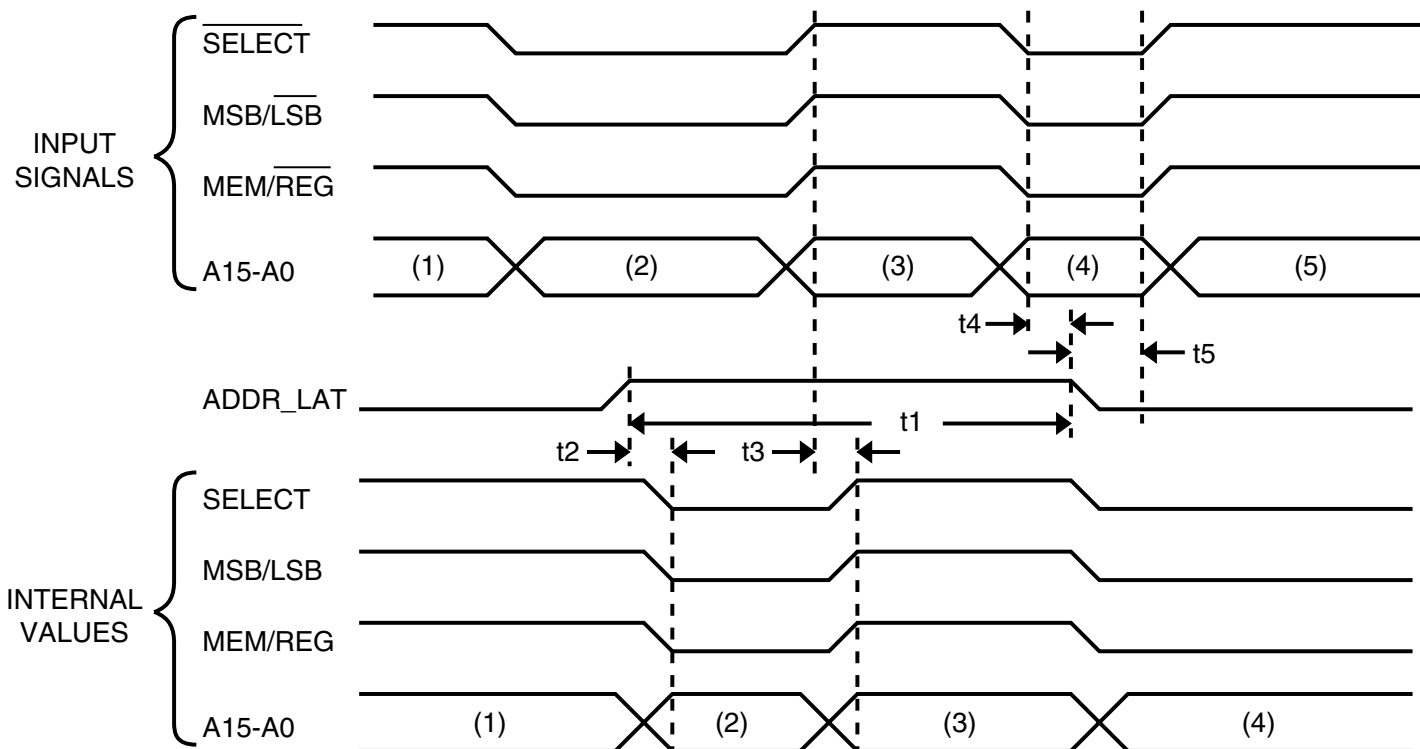 INPUT
SIGNALS
SELECT
MSB/LSB
MEM/REG
A15-A0
(1)
(2)
(3)
(4)
(5)
t4
t5
ADDR_LAT
t1
t2
t3
INTERNAL
VALUES
SELECT
MSB/LSB
MEM/REG
A15-A0
(1)
(2)
(3)
(4)